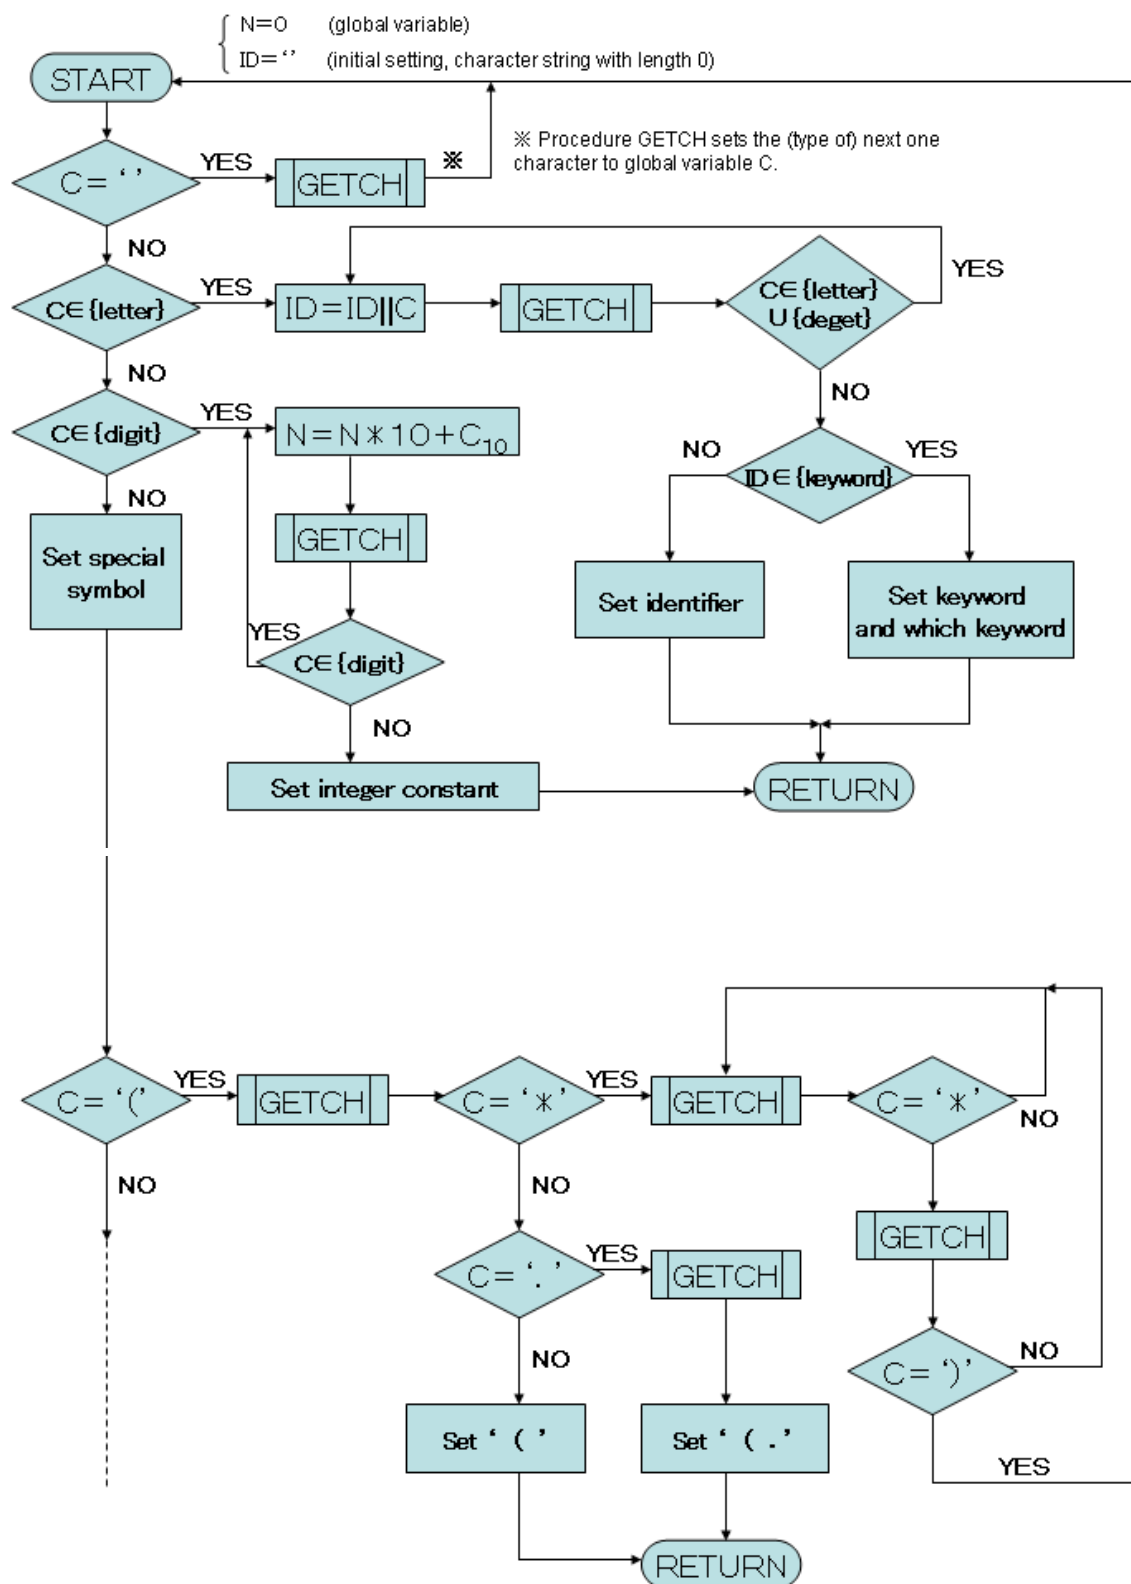 N=0 (global variable)
ID=‘’ (initial setting, character string with length 0)
START
※ Procedure GETCH sets the (type of) next one
character to global variable C.
C=‘ ’
YES
GETCH
※
NO
C∈{letter}
YES
ID=ID||C
GETCH
C∈{letter}
∪{deget}
YES
NO
NO
C∈{digit}
YES
N=N*10+C10
NO
ID∈{keyword}
YES
NO
Set special
symbol
GETCH
Set identifier
Set keyword
and which keyword
YES
C∈{digit}
NO
Set integer constant
RETURN
C=‘(’
YES
GETCH
C=‘*’
YES
GETCH
C=‘*’
NO
NO
NO
GETCH
C=‘.’
YES
GETCH
NO
C=‘)’
NO
Set ‘(’
Set ‘(.’
YES
RETURN